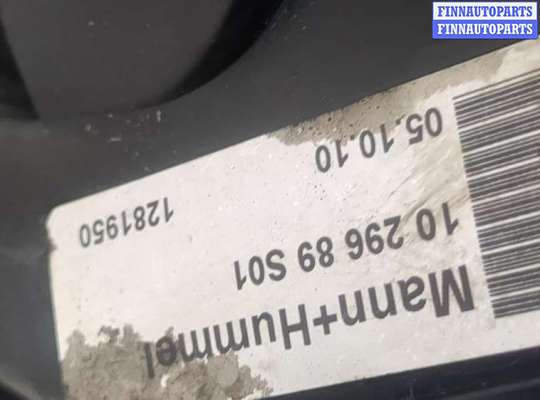 FINNAUTOPARTS
FINNAUTOPARTS
Mann+Hummel
10 296 89 S01
05.10.10 1281950